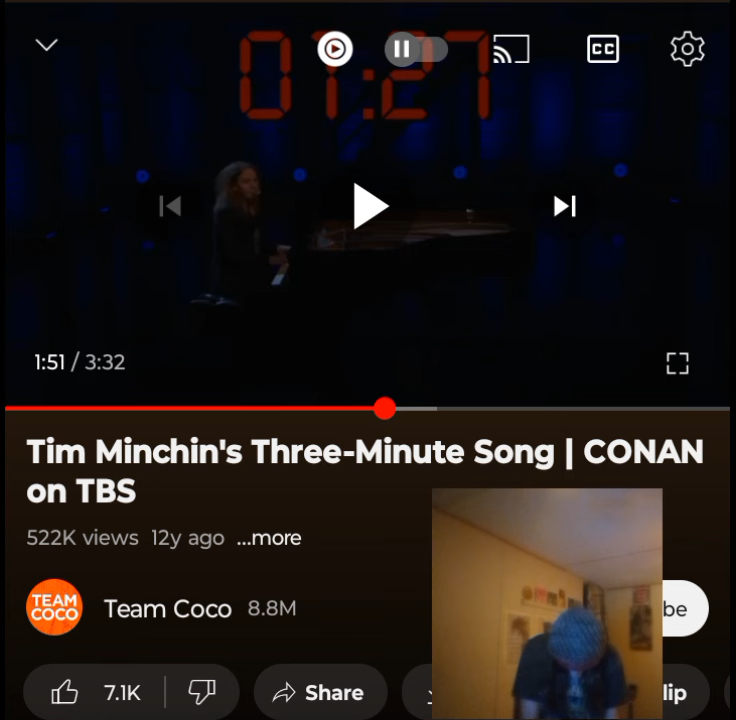 01:27
CC
1:51 / 3:32
Tim Minchin's Three-Minute Song | CONAN
on TBS
522K views 12y ago ...more
TEAM
COCO
Team Coco 8.8M
be
7.1K
Share
lip